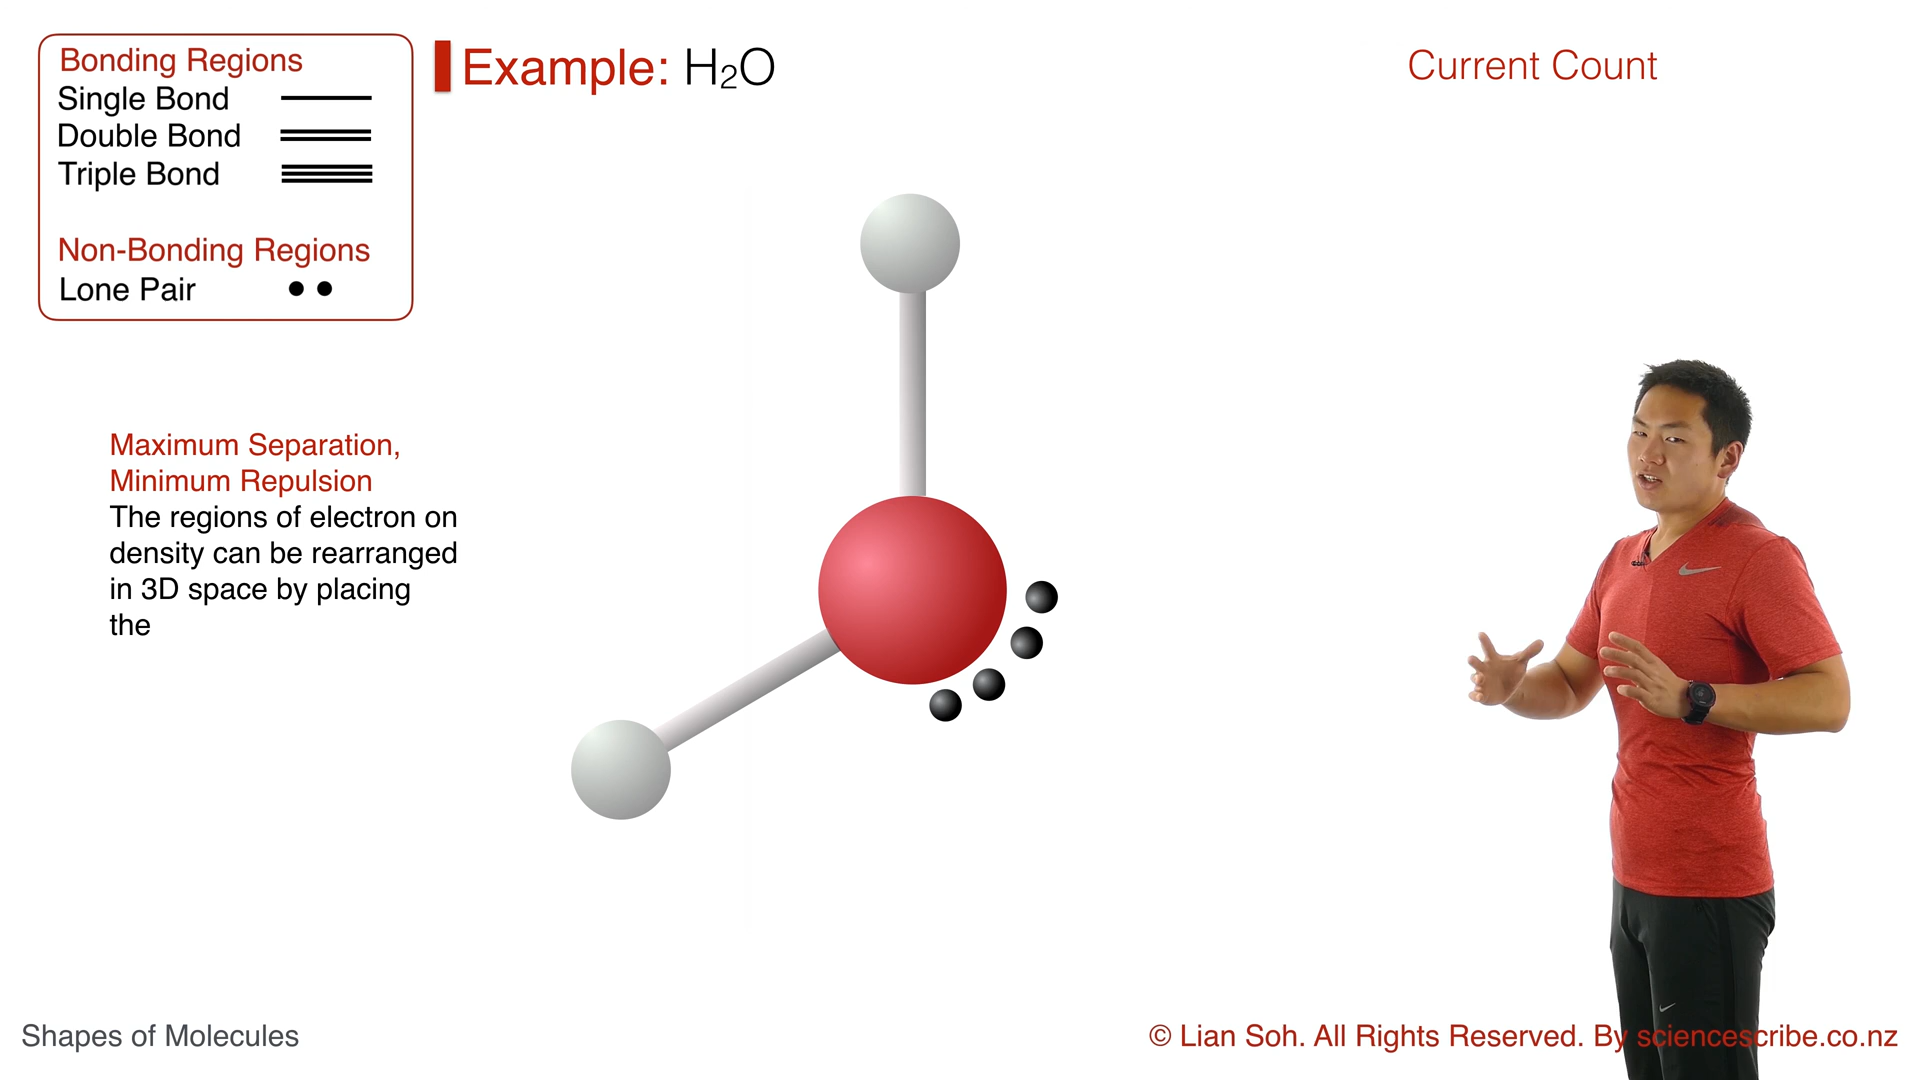 Bonding Regions
Single Bond
Double Bond
Triple Bond
Non-Bonding Regions
Lone Pair
Example: H₂O
Current Count
Maximum Separation,
Minimum Repulsion
The regions of electron on
density can be rearranged
in 3D space by placing
the
Shapes of Molecules
© Lian Soh. All Rights Reserved. By sciencescribe.co.nz